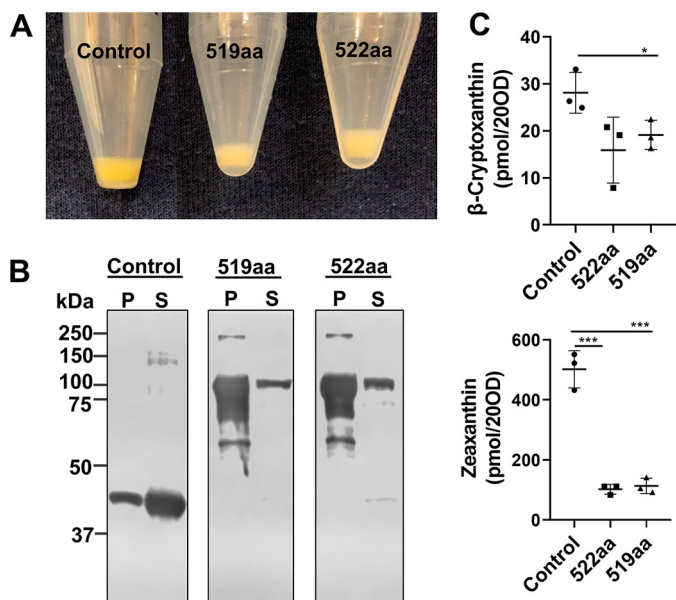 A
Control 519aa 522aa
B
Control 519aa 522aa
kDa P S P S P S
250
150
100
75
50
37
C
β-Cryptoxanthin
(pmol/20OD)
40
30
20
10
0
*
Control 522aa 519aa
Zeaxanthin
(pmol/20OD)
600
400
200
0
***
***
Control 522aa 519aa